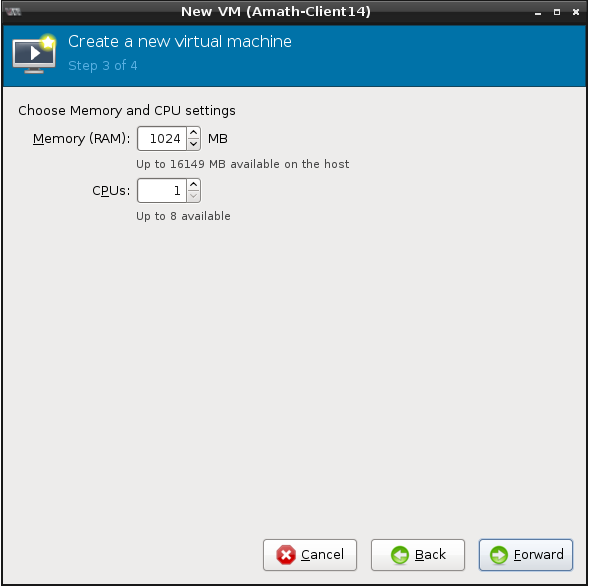 New VM (Amath-Client14)
Create a new virtual machine
Step 3 of 4
Choose Memory and CPU settings
Memory (RAM): 1024 MB
Up to 16149 MB available on the host
CPUs: 1
Up to 8 available
Cancel Back Forward